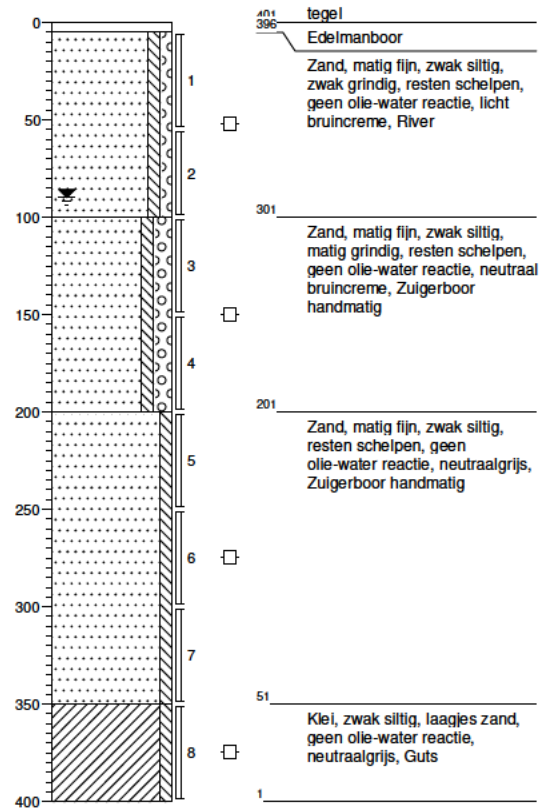 0
50
100
150
200
250
300
350
400
1
2
3
4
5
6
7
8
401
tegel
396
Edelmanboor
Zand, matig fijn, zwak siltig,
zwak grindig, resten schelpen,
geen olie-water reactie, licht
bruincreme, River
301
Zand, matig fijn, zwak siltig,
matig grindig, resten schelpen,
geen olie-water reactie, neutraal
bruincreme, Zuigerboor
handmatig
201
Zand, matig fijn, zwak siltig,
resten schelpen, geen
olie-water reactie, neutraalgrijs,
Zuigerboor handmatig
51
Klei, zwak siltig, laagjes zand,
geen olie-water reactie,
neutraalgrijs, Guts
1